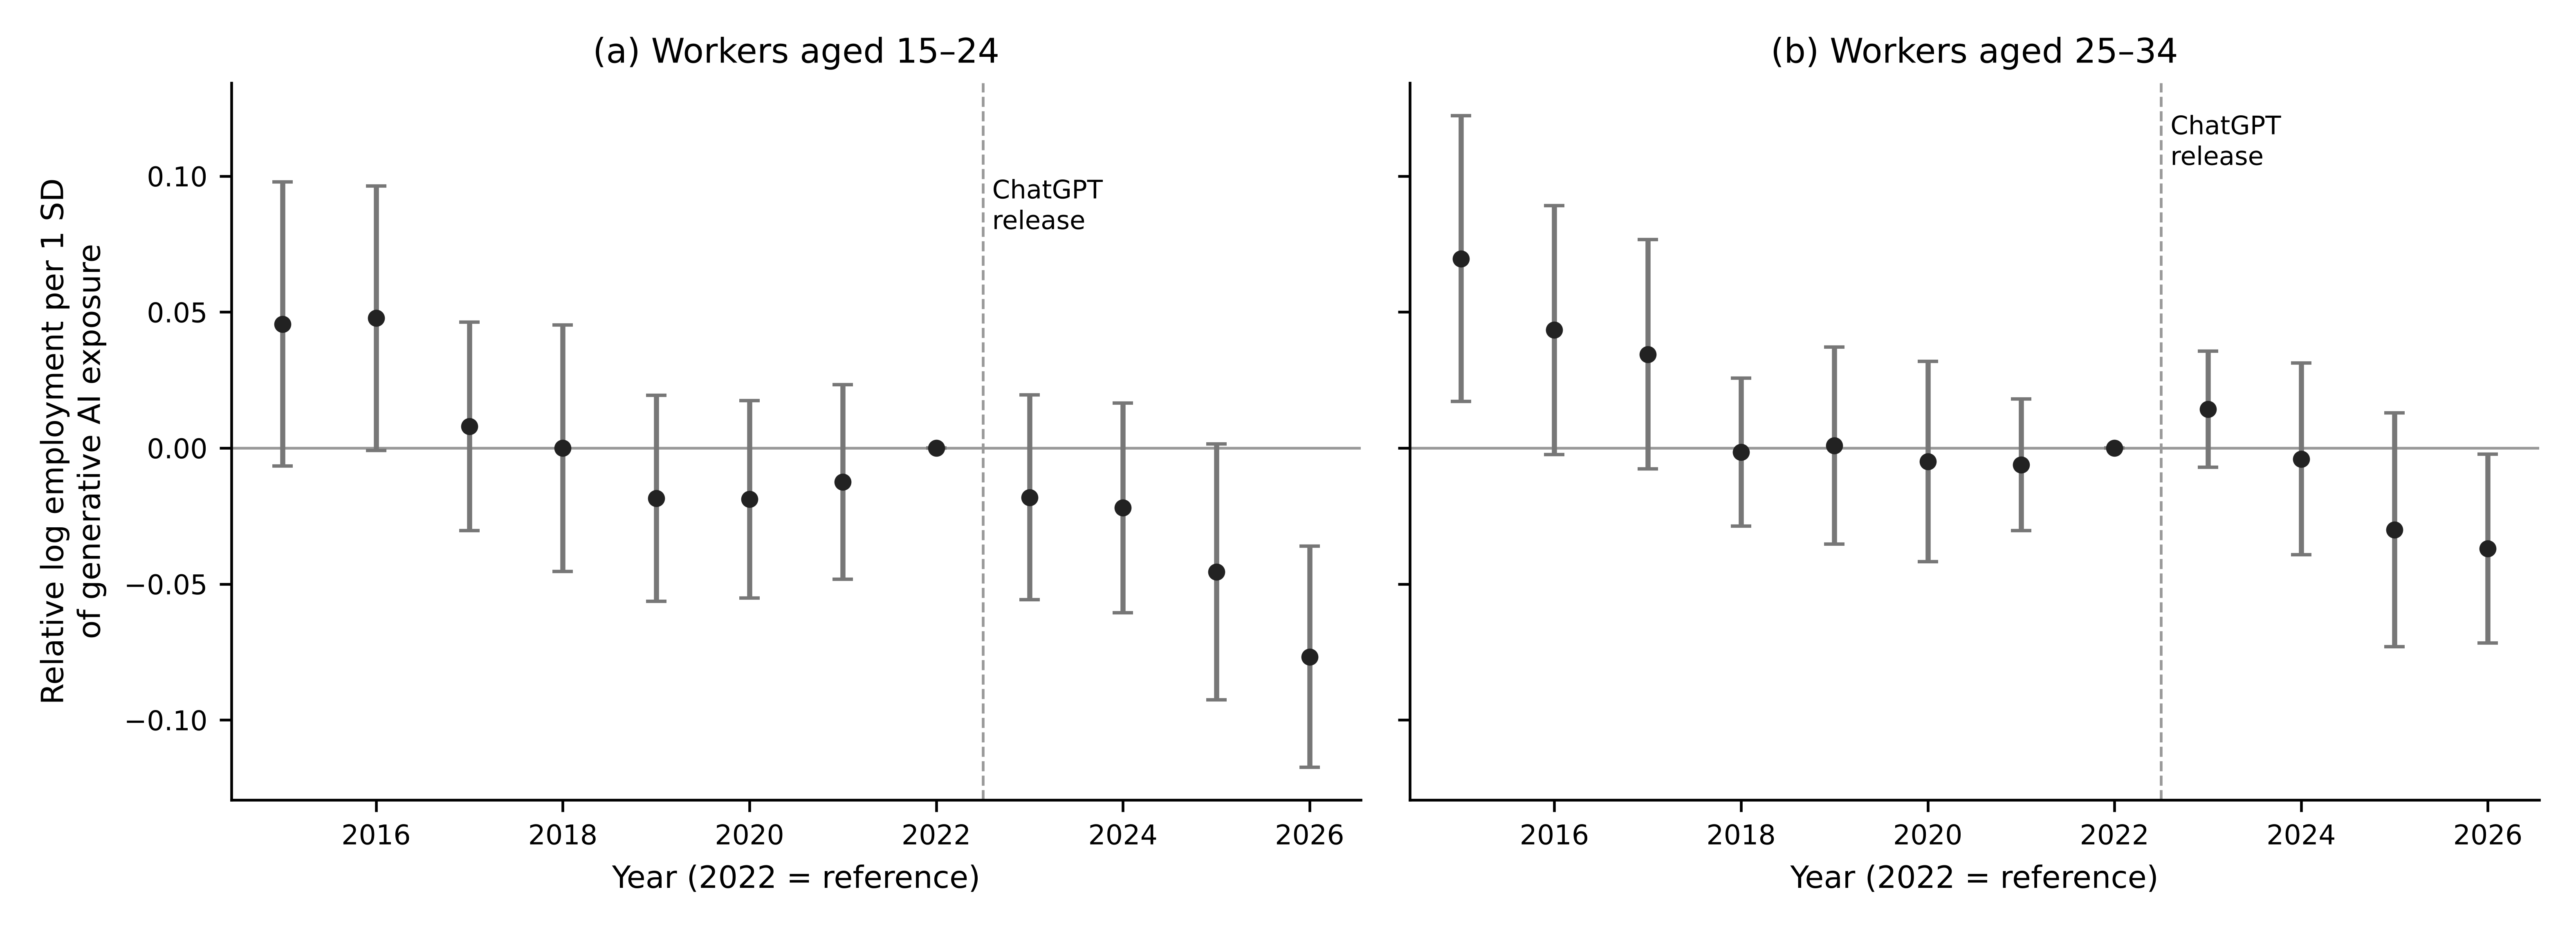 (a) Workers aged 15–24
Relative log employment per 1 SD
of generative AI exposure
0.10
0.05
0.00
−0.05
−0.10
ChatGPT
release
2016
2018
2020
2022
2024
2026
Year (2022 = reference)
(b) Workers aged 25–34
ChatGPT
release
2016
2018
2020
2022
2024
2026
Year (2022 = reference)